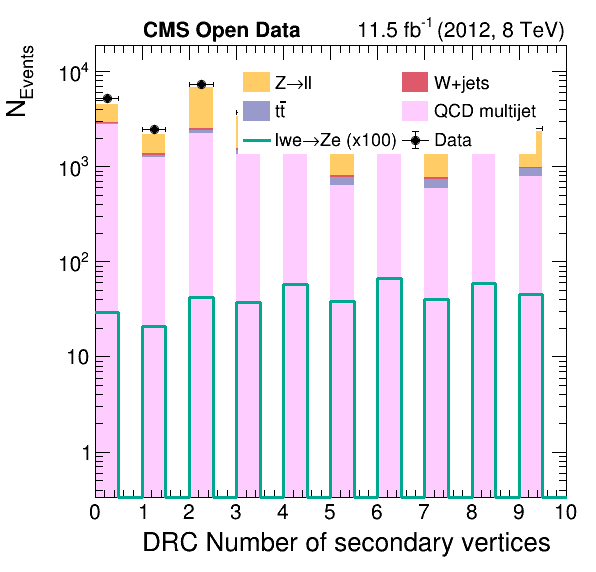 CMS Open Data 11.5 fb⁻¹ (2012, 8 TeV)
N_Events
Z→ll W+jets
tt̄ QCD multijet
lwe→Ze (x100) Data
10⁴
10³
10²
10
1
0 1 2 3 4 5 6 7 8 9 10
DRC Number of secondary vertices